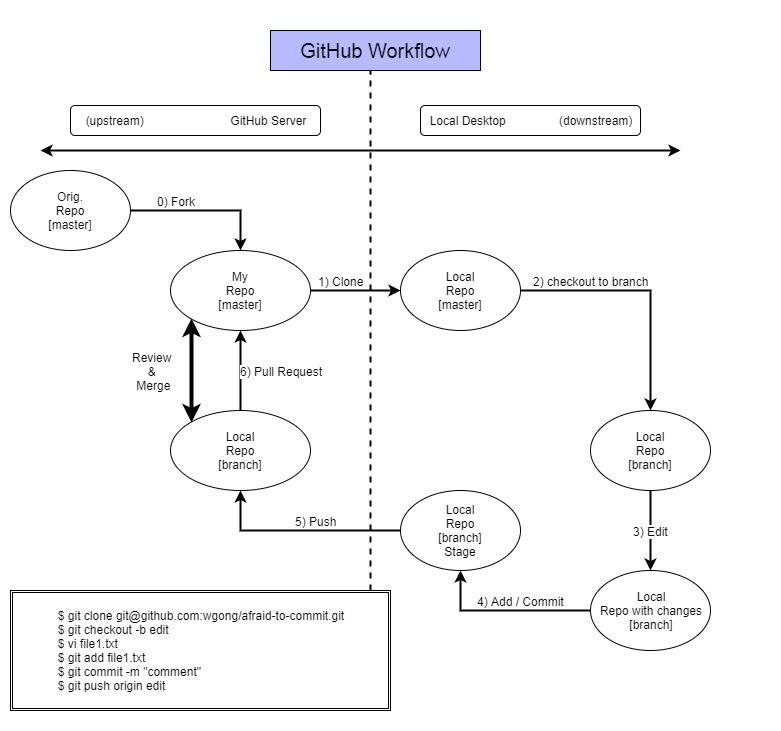 GitHub Workflow
(upstream) GitHub Server
Local Desktop (downstream)
Orig.
Repo
[master]
0) Fork
My
Repo
[master]
1) Clone
Local
Repo
[master]
2) checkout to branch
Review
&
Merge
6) Pull Request
Local
Repo
[branch]
Local
Repo
[branch]
5) Push
Local
Repo
[branch]
Stage
3) Edit
4) Add / Commit
Local
Repo with changes
[branch]
$ git clone git@github.com:wgong/afraid-to-commit.git
$ git checkout -b edit
$ vi file1.txt
$ git add file1.txt
$ git commit -m "comment"
$ git push origin edit